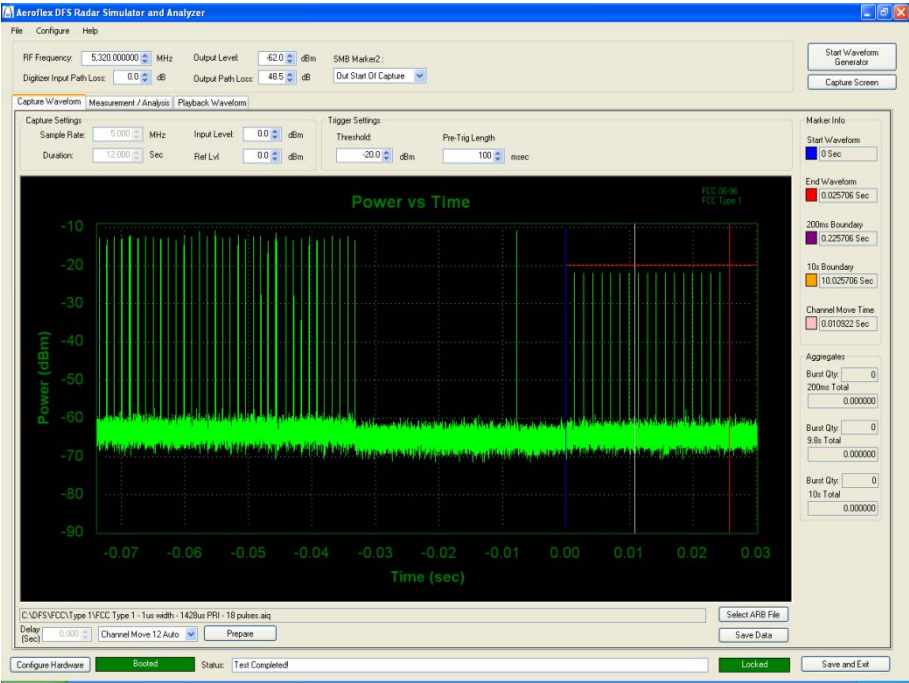 Aeroflex DFS Radar Simulator and Analyzer
File Configure Help
RF Frequency: 5,320.000000 MHz Output Level: -62.0 dBm SMB Marker2 :
Digitizer Input Path Loss: 0.0 dB Output Path Loss: 48.5 dB Out Start Of Capture
Start Waveform
Generator
Capture Screen
Capture Waveform Measurement / Analysis Playback Waveform
Capture Settings
Sample Rate: 5.000 MHz Input Level: 0.0 dBm
Duration: 12.000 Sec Ref Lvl 0.0 dBm
Trigger Settings
Threshold: Pre-Trig Length
-20.0 dBm 100 msec
Marker Info
Start Waveform
0 Sec
End Waveform
0.025706 Sec
200ms Boundary
0.225706 Sec
10s Boundary
10.025706 Sec
Channel Move Time
0.010922 Sec
Aggregates
Burst Qty: 0
200ms Total
0.000000
Burst Qty: 0
9.8s Total
0.000000
Burst Qty: 0
10s Total
0.000000
Power vs Time
FCC 06-96
FCC Type 1
Power (dBm)
-10
-20
-30
-40
-50
-60
-70
-80
-90
-0.07 -0.06 -0.05 -0.04 -0.03 -0.02 -0.01 0.00 0.01 0.02 0.03
Time (sec)
C:\DFS\FCC\Type 1\FCC Type 1 - 1us width - 1428us PRI - 18 pulses.aiq Select ARB File
Delay
(Sec) 0.000 Channel Move 12 Auto Prepare Save Data
Configure Hardware Booted Status: Test Completed! Locked Save and Exit